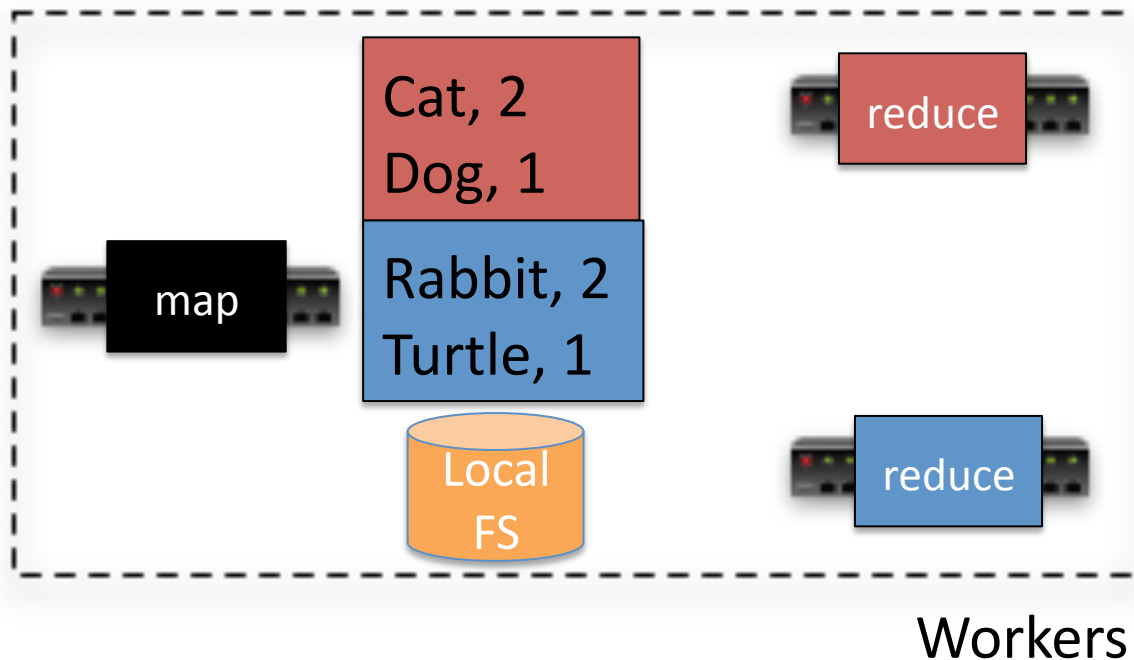 Cat, 2
Dog, 1
reduce
map
Rabbit, 2
Turtle, 1
Local
FS
reduce
Workers